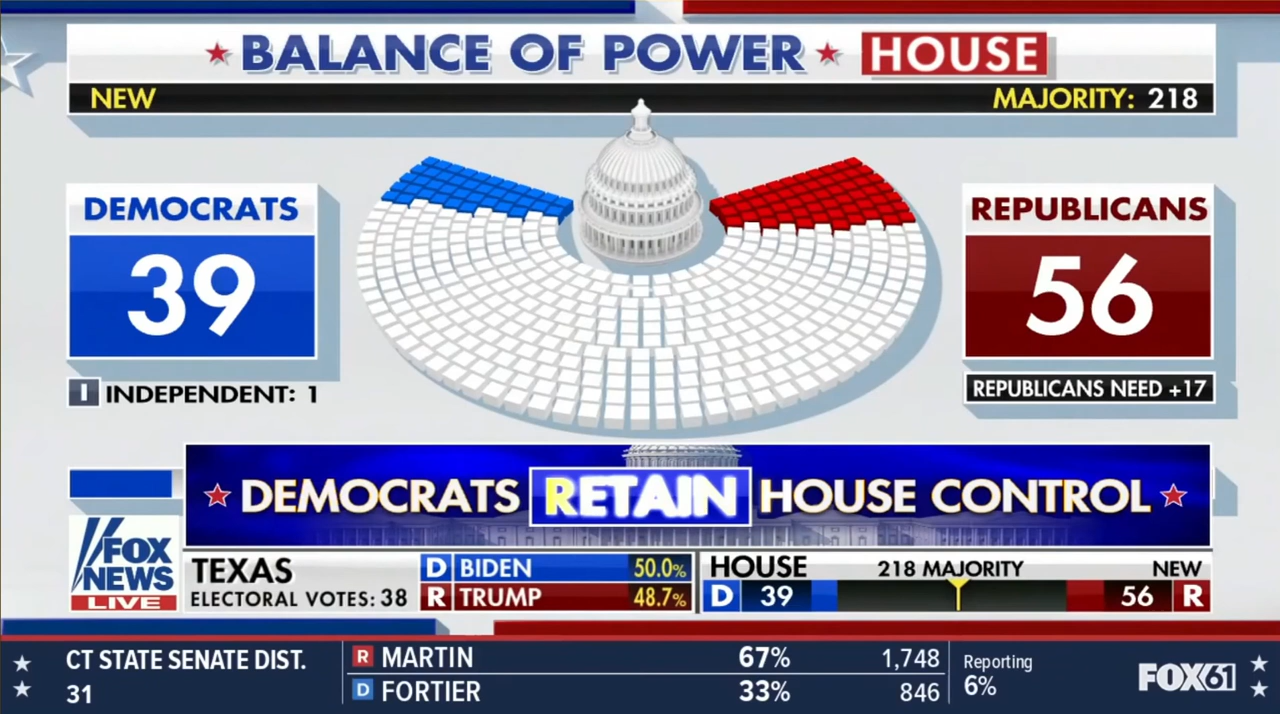 BALANCE OF POWER HOUSE
NEW MAJORITY: 218
DEMOCRATS
39
I INDEPENDENT: 1
REPUBLICANS
56
REPUBLICANS NEED +17
DEMOCRATS RETAIN HOUSE CONTROL
FOX
NEWS
LIVE
TEXAS
ELECTORAL VOTES: 38
D BIDEN 50.0%
R TRUMP 48.7%
HOUSE 218 MAJORITY NEW
D 39 56 R
CT STATE SENATE DIST.
31
R MARTIN 67% 1,748
D FORTIER 33% 846
Reporting
6%
FOX61